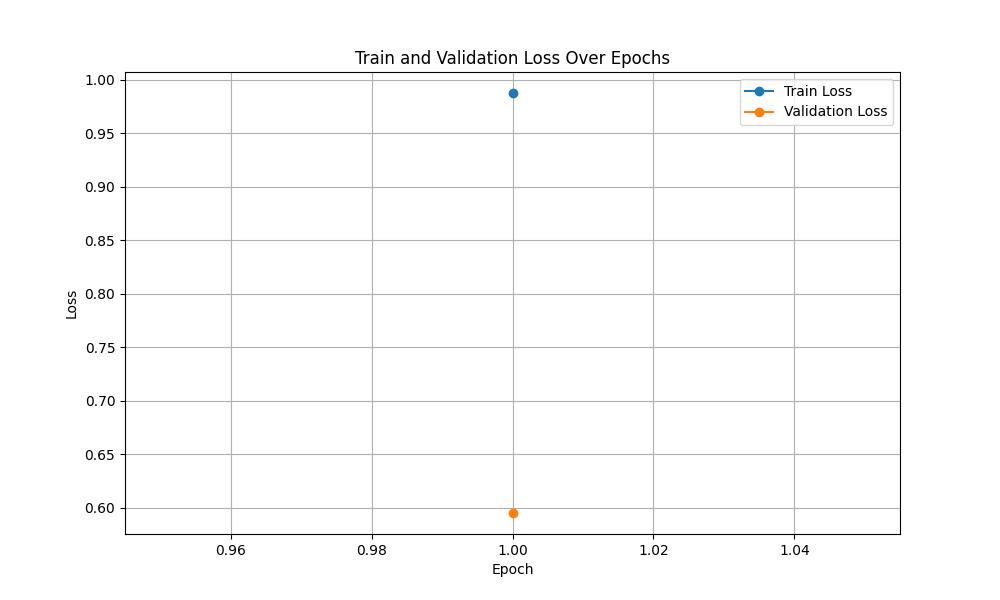 Train and Validation Loss Over Epochs
1.00
0.95
0.90
0.85
0.80
0.75
0.70
0.65
0.60
Loss
Train Loss
Validation Loss
0.96 0.98 1.00 1.02 1.04
Epoch